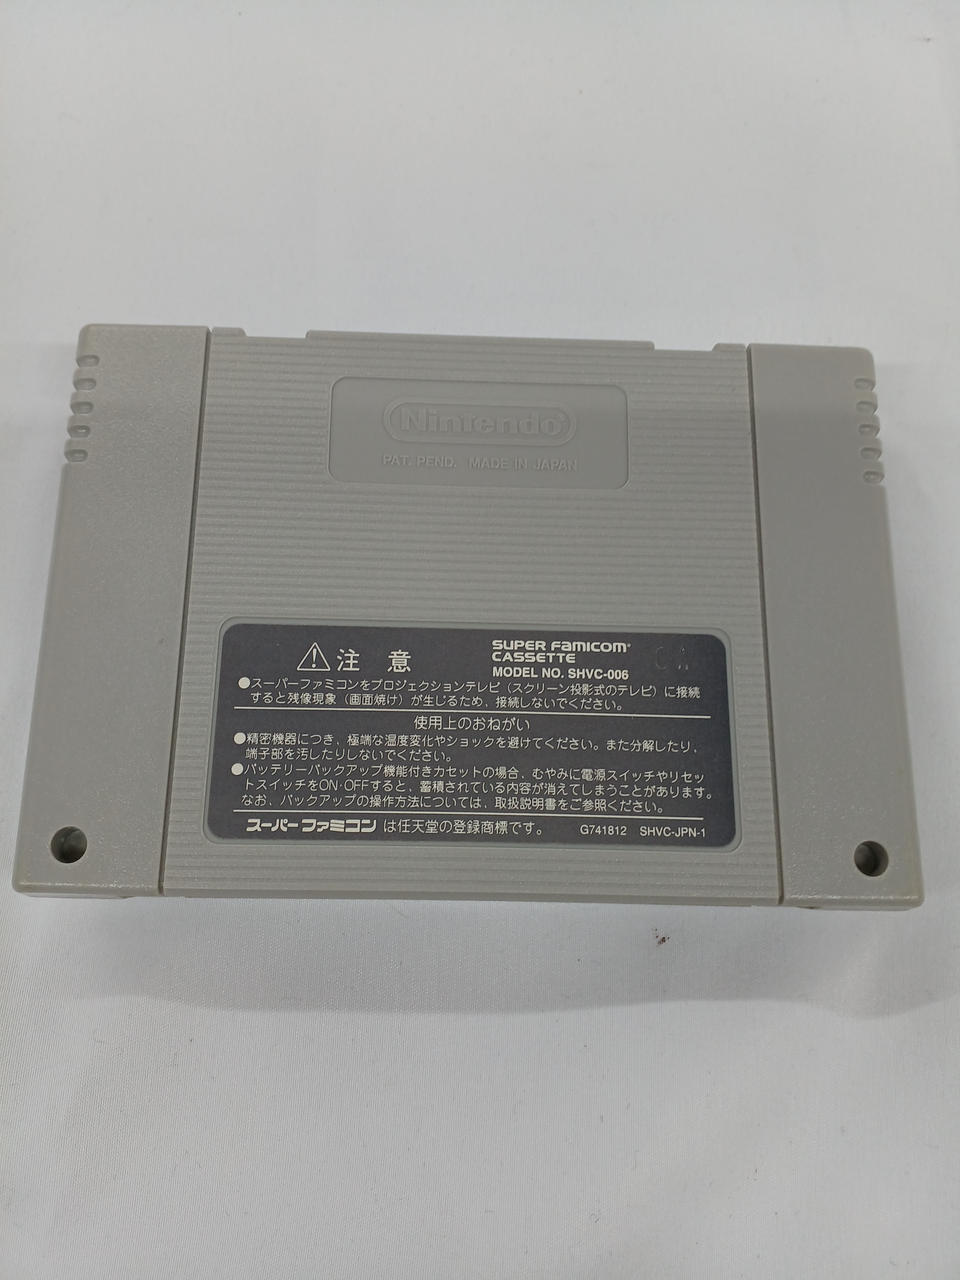 Nintendo
PAT. PEND. MADE IN JAPAN
注 意
SUPER FAMICOM
CASSETTE
MODEL NO. SHVC-006
●スーパーファミコンをプロジェクションテレビ（スクリーン投影式のテレビ）に接続
すると残像現象（画面焼け）が生じるため、接続しないでください。
使用上のおねがい
●精密機器につき、極端な温度変化やショックを避けてください。また分解したり、
端子部を汚したりしないでください。
●バッテリーバックアップ機能付きカセットの場合、むやみに電源スイッチやリセッ
トスイッチをON・OFFすると、蓄積されている内容が消えてしまうことがあります。
なお、バックアップの操作方法については、取扱説明書をご参照ください。
スーパーファミコンは任天堂の登録商標です。 G741812 SHVC-JPN-1